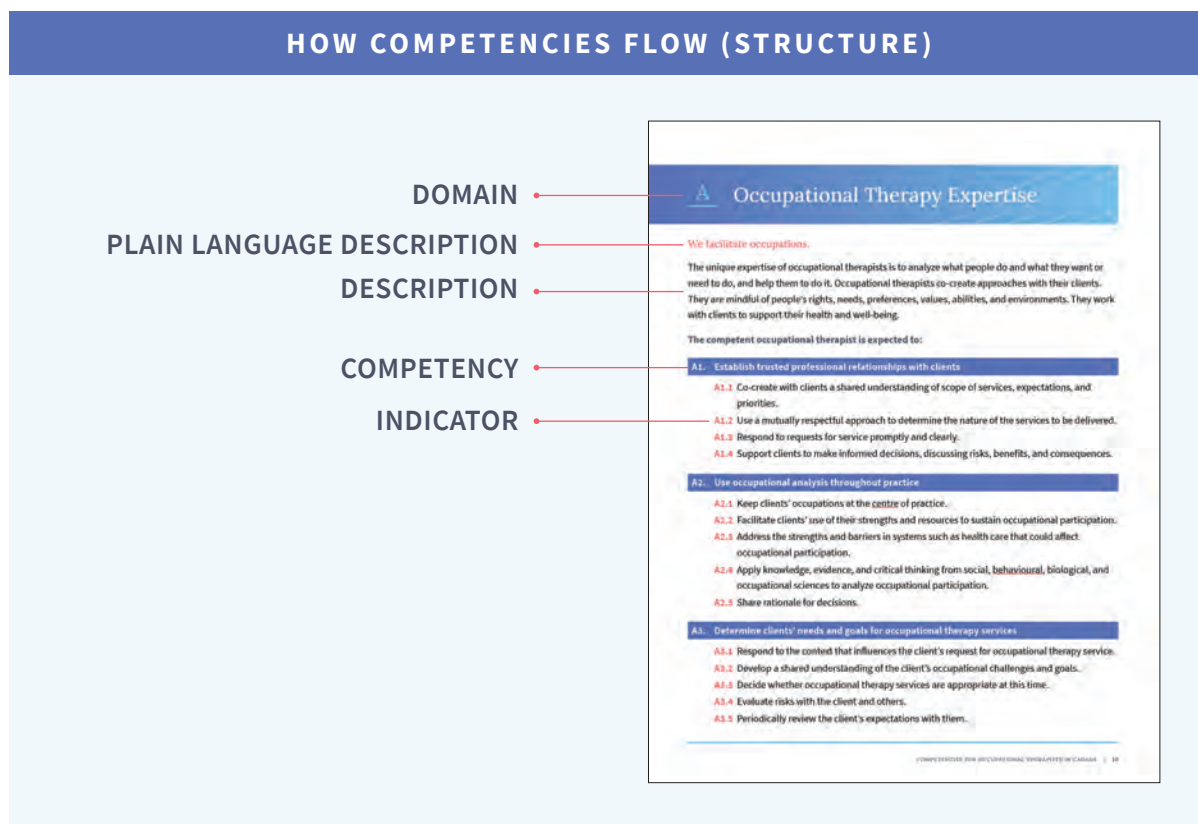 HOW COMPETENCIES FLOW (STRUCTURE)
DOMAIN
PLAIN LANGUAGE DESCRIPTION
DESCRIPTION
COMPETENCY
INDICATOR
A Occupational Therapy Expertise
We facilitate occupations.
The unique expertise of occupational therapists is to analyze what people do and what they want or
need to do, and help them to do it. Occupational therapists co-create approaches with their clients.
They are mindful of people's rights, needs, preferences, values, abilities, and environments. They work
with clients to support their health and well-being.
The competent occupational therapist is expected to:
A1. Establish trusted professional relationships with clients
A1.1 Co-create with clients a shared understanding of scope of services, expectations, and
priorities.
A1.2 Use a mutually respectful approach to determine the nature of the services to be delivered.
A1.3 Respond to requests for service promptly and clearly.
A1.4 Support clients to make informed decisions, discussing risks, benefits, and consequences.
A2. Use occupational analysis throughout practice
A2.1 Keep clients' occupations at the centre of practice.
A2.2 Facilitate clients' use of their strengths and resources to sustain occupational participation.
A2.3 Address the strengths and barriers in systems such as health care that could affect
occupational participation.
A2.4 Apply knowledge, evidence, and critical thinking from social, behavioural, biological, and
occupational sciences to analyze occupational participation.
A2.5 Share rationale for decisions.
A3. Determine clients' needs and goals for occupational therapy services
A3.1 Respond to the context that influences the client's request for occupational therapy service.
A3.2 Develop a shared understanding of the client's occupational challenges and goals.
A3.3 Decide whether occupational therapy services are appropriate at this time.
A3.4 Evaluate risks with the client and others.
A3.5 Periodically review the client's expectations with them.
COMPETENCIES FOR OCCUPATIONAL THERAPISTS IN CANADA |